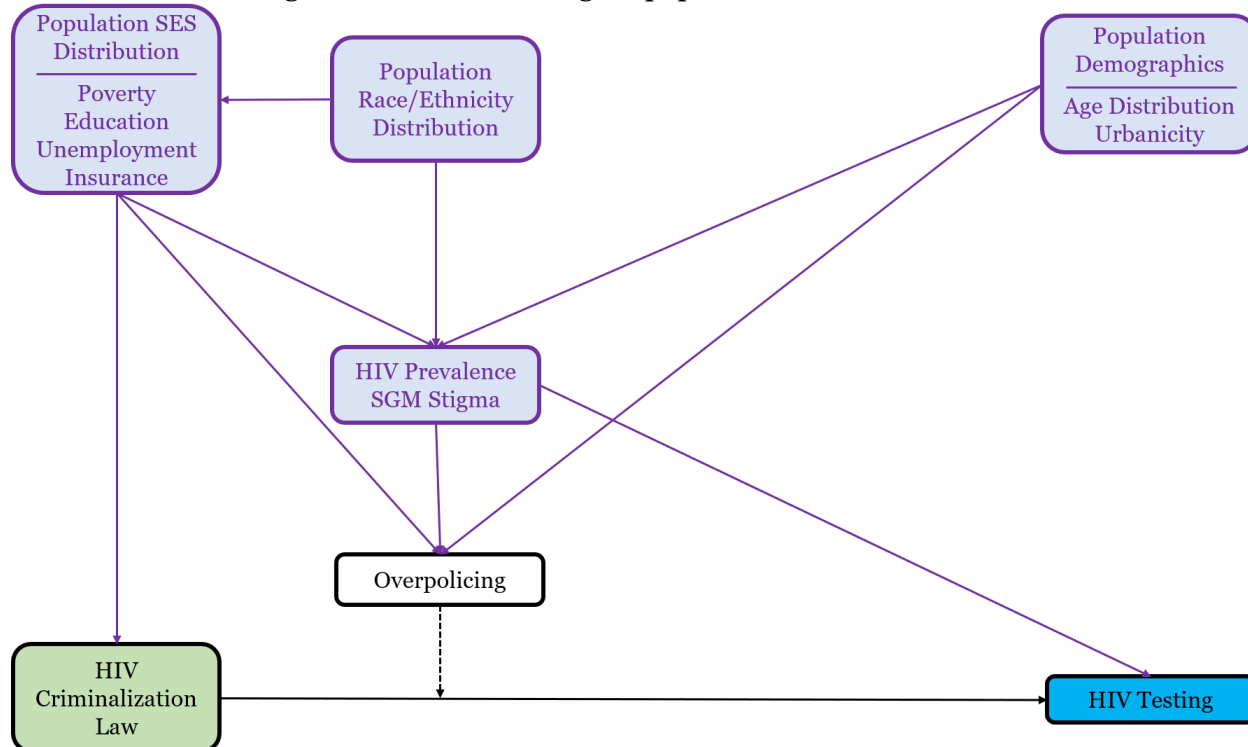 Population SES
Distribution
Poverty
Education
Unemployment
Insurance
Population
Race/Ethnicity
Distribution
Population
Demographics
Age Distribution
Urbanicity
HIV Prevalence
SGM Stigma
Overpolicing
HIV
Criminalization
Law
HIV Testing